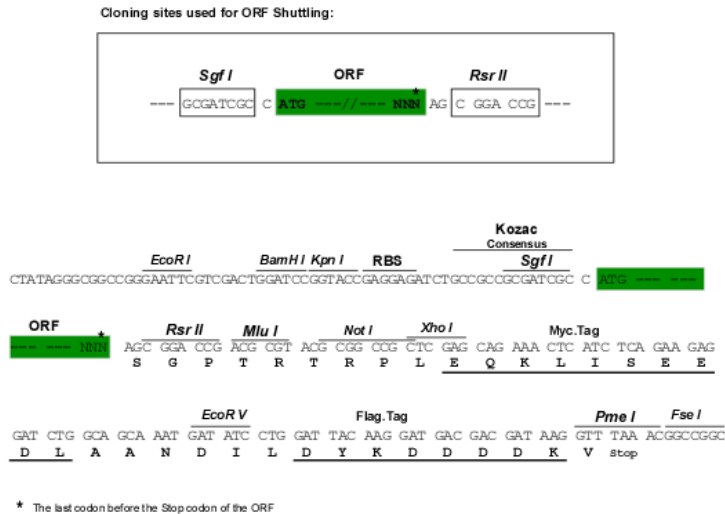 Cloning sites used for ORF Shuttling:
Sgf I ORF Rsr II
*
--- GCGATCGC C ATG ---//--- NNN AG C GGA CCG ---
Kozac
Consensus
EcoR I BamH I Kpn I RBS Sgf I
CTATAGGGCGGCCGGGAATTCGTCGACTGGATCCGGTACCGAGGAGATCTGCCGCCGCGATCGC C ATG --- ---
ORF * Rsr II Mlu I Not I Xho I Myc.Tag
--- --- NNN AGC GGA CCG ACG CGT ACG CGG CCG CTC GAG CAG AAA CTC ATC TCA GAA GAG
S G P T R T R P L E Q K L I S E E
EcoR V Flag.Tag Pme I Fse I
GAT CTG GCA GCA AAT GAT ATC CTG GAT TAC AAG GAT GAC GAC GAT AAG GTT TAA ACGGCCGGC
D L A A N D I L D Y K D D D D K V Stop
* The last codon before the Stop codon of the ORF